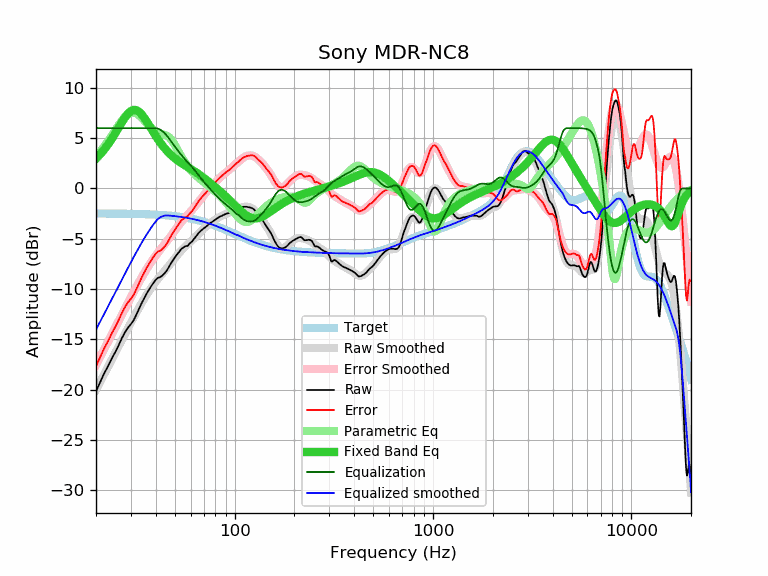 Sony MDR-NC8
10
5
0
−5
−10
−15
−20
−25
−30
Amplitude (dBr)
Target
Raw Smoothed
Error Smoothed
Raw
Error
Parametric Eq
Fixed Band Eq
Equalization
Equalized smoothed
100
1000
10000
Frequency (Hz)